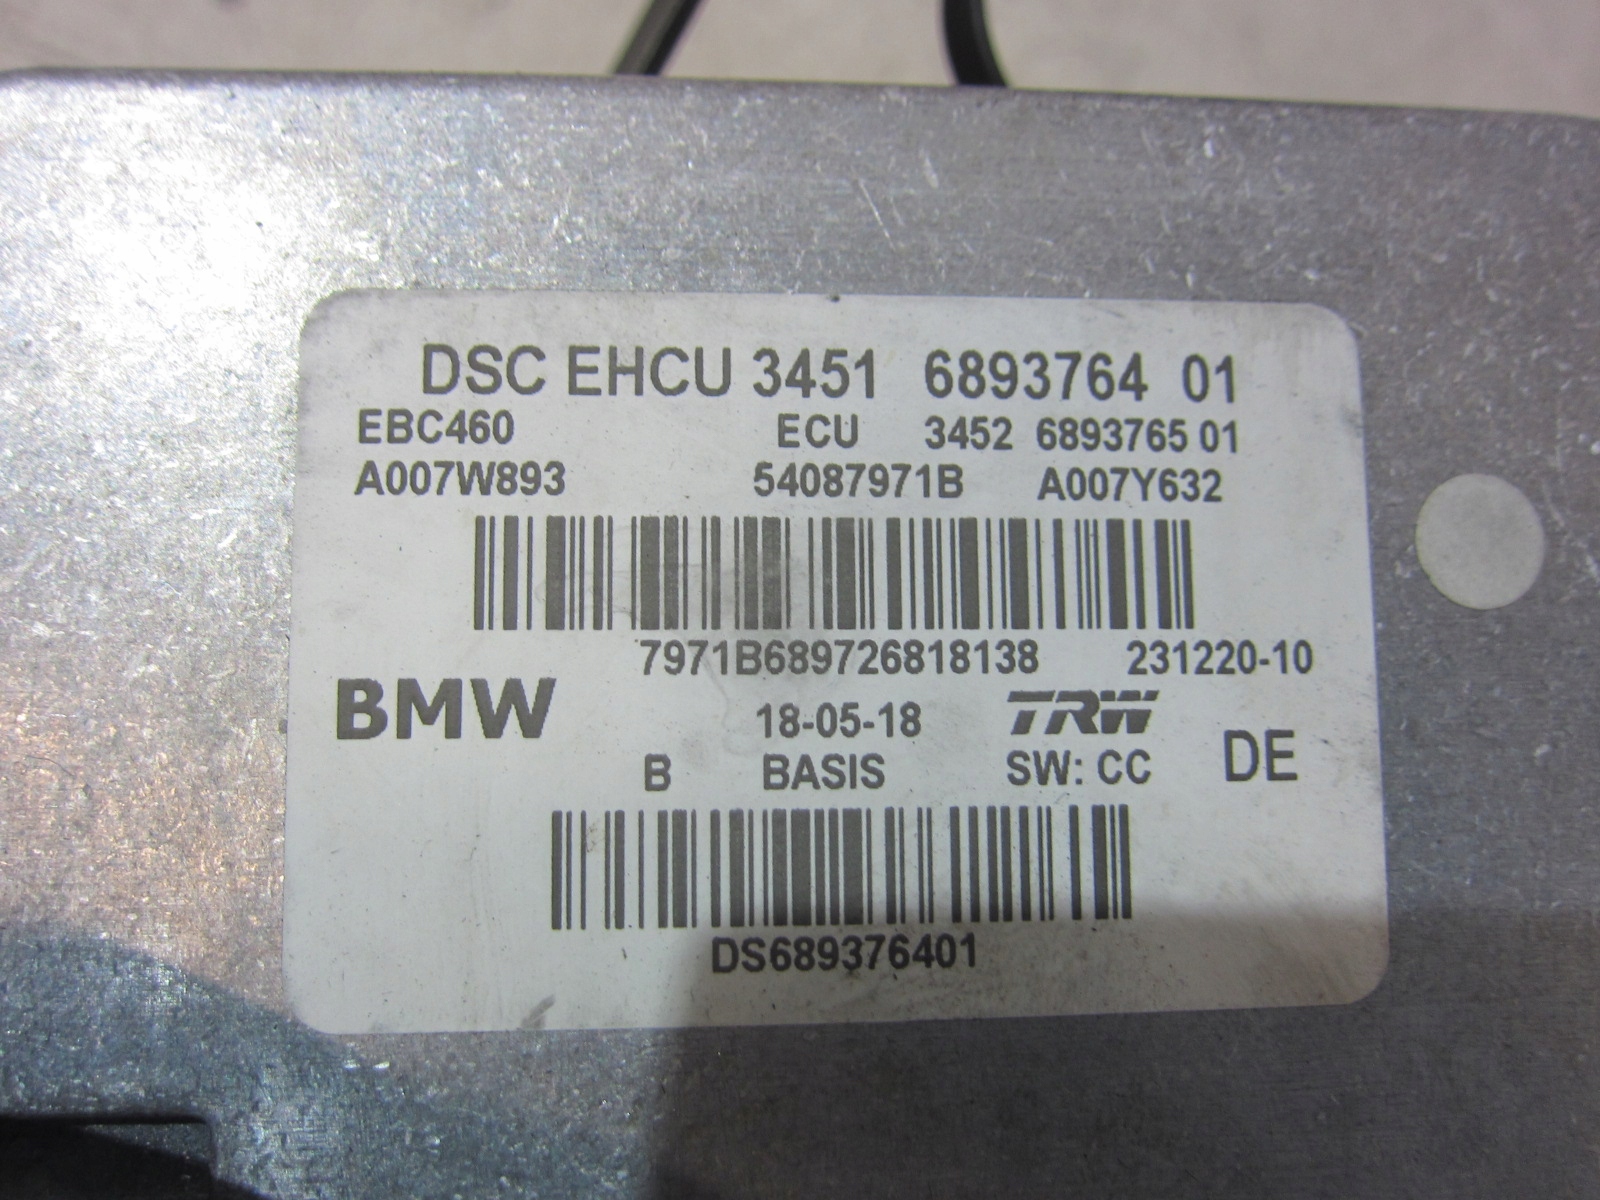 DSC EHCU 3451 6893764 01
EBC460 ECU 3452 6893765 01
A007W893 54087971B A007Y632
7971B689726818138 231220-10
BMW 18-05-18 TRW
B BASIS SW: CC DE
DS689376401